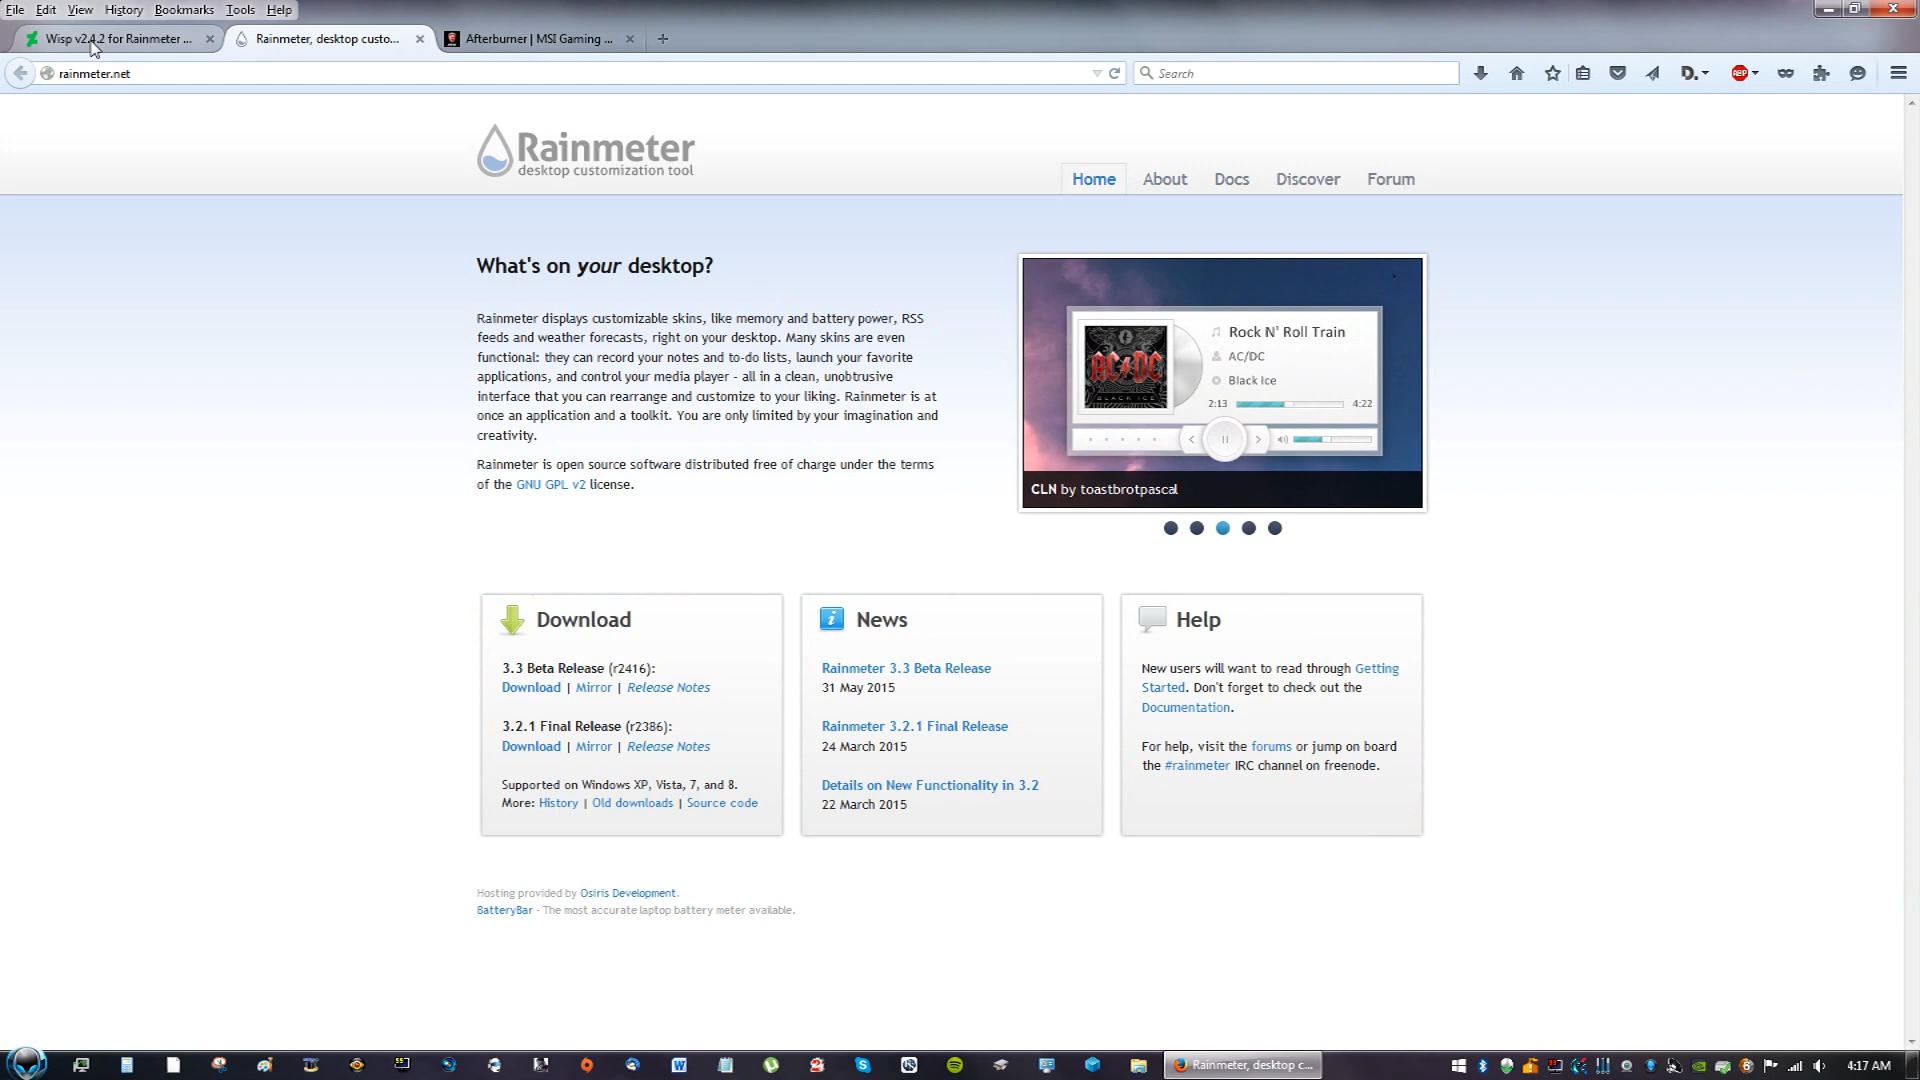 File Edit View History Bookmarks Tools Help
Wisp v2.4.2 for Rainmeter ...
Rainmeter, desktop custo...
Afterburner | MSI Gaming ...
rainmeter.net
Search
D.
ABP
Rainmeter
desktop customization tool
Home About Docs Discover Forum
What's on your desktop?
Rainmeter displays customizable skins, like memory and battery power, RSS
feeds and weather forecasts, right on your desktop. Many skins are even
functional: they can record your notes and to-do lists, launch your favorite
applications, and control your media player - all in a clean, unobtrusive
interface that you can rearrange and customize to your liking. Rainmeter is at
once an application and a toolkit. You are only limited by your imagination and
creativity.
Rainmeter is open source software distributed free of charge under the terms
of the GNU GPL v2 license.
AC/DC
BLACK ICE
Rock N' Roll Train
AC/DC
Black Ice
2:13 4:22
CLN by toastbrotpascal
Download
3.3 Beta Release (r2416):
Download | Mirror | Release Notes
3.2.1 Final Release (r2386):
Download | Mirror | Release Notes
Supported on Windows XP, Vista, 7, and 8.
More: History | Old downloads | Source code
News
Rainmeter 3.3 Beta Release
31 May 2015
Rainmeter 3.2.1 Final Release
24 March 2015
Details on New Functionality in 3.2
22 March 2015
Help
New users will want to read through Getting
Started. Don't forget to check out the
Documentation.
For help, visit the forums or jump on board
the #rainmeter IRC channel on freenode.
Hosting provided by Osiris Development.
BatteryBar - The most accurate laptop battery meter available.
Rainmeter, desktop c...
4:17 AM